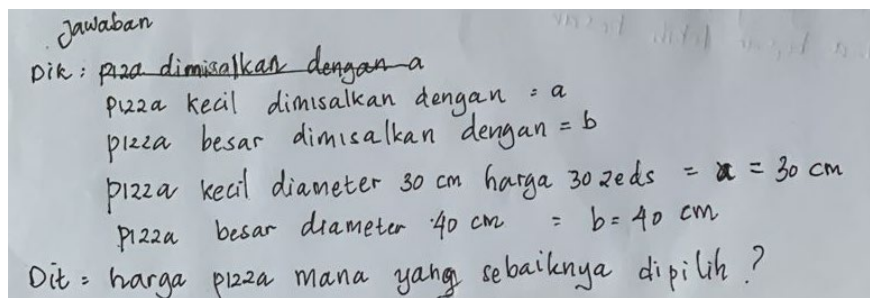 Jawaban
Dik : piza dimisalkan dengan a
pizza kecil dimisalkan dengan = a
pizza besar dimisalkan dengan = b
pizza kecil diameter 30 cm harga 30 zeds = a = 30 cm
pizza besar diameter 40 cm = b = 40 cm
Dit = harga pizza mana yang sebaiknya dipilih ?